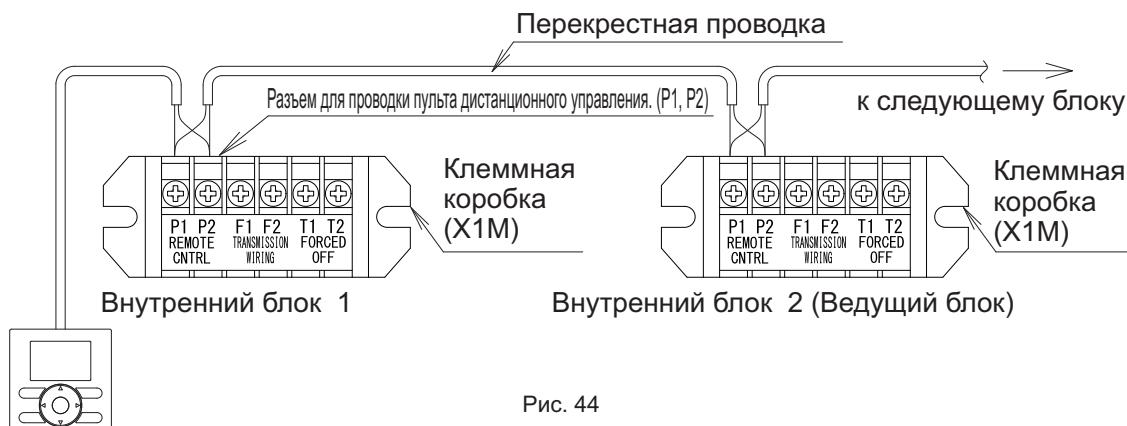 Перекрестная проводка
Разъем для проводки пульта дистанционного управления. (P1, P2)
к следующему блоку
Клеммная
коробка
(X1M)
Клеммная
коробка
(X1M)
P1 P2 F1 F2 T1 T2
REMOTE TRANSMISSION FORCED
CNTRL WIRING OFF
P1 P2 F1 F2 T1 T2
REMOTE TRANSMISSION FORCED
CNTRL WIRING OFF
Внутренний блок 1
Внутренний блок 2 (Ведущий блок)
Рис. 44